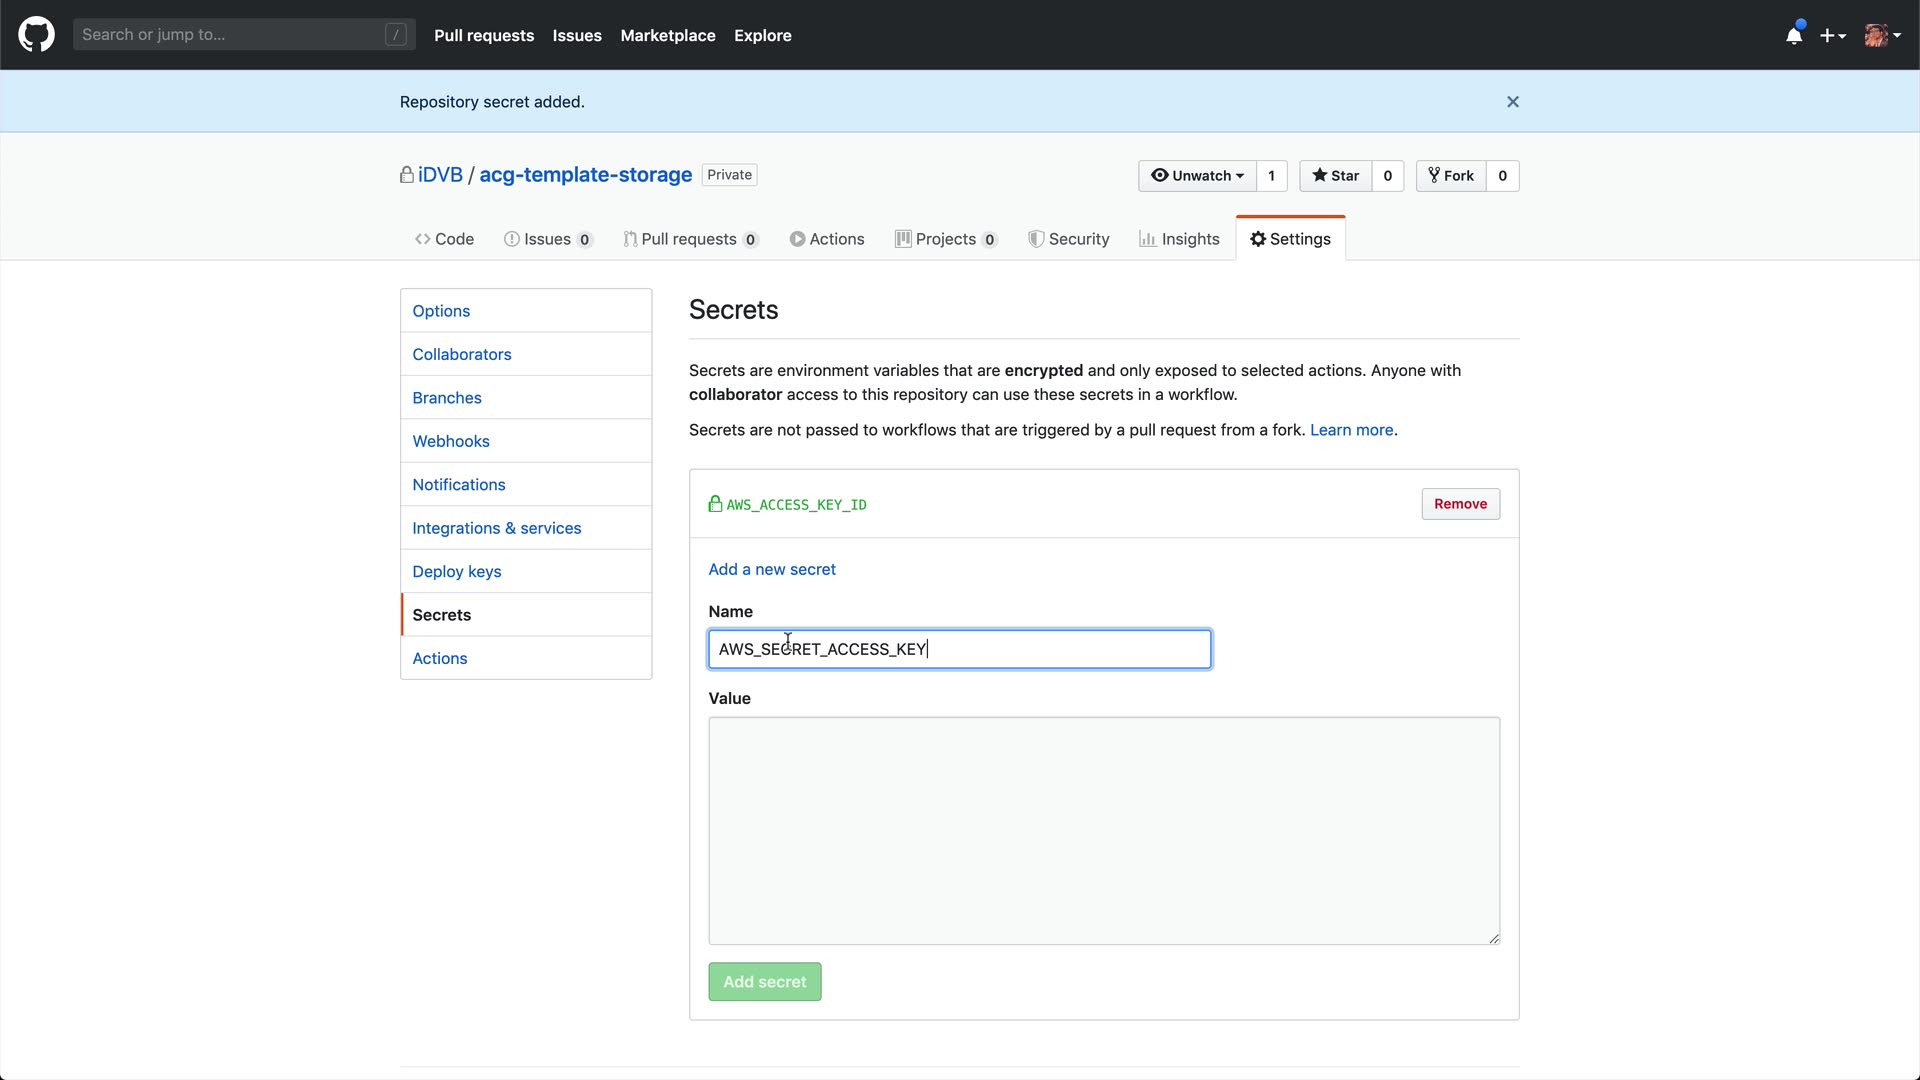 Search or jump to... /
Pull requests Issues Marketplace Explore
Repository secret added.
iDVB / acg-template-storage Private
Unwatch 1 Star 0 Fork 0
Code Issues 0 Pull requests 0 Actions Projects 0 Security Insights Settings
Options
Collaborators
Branches
Webhooks
Notifications
Integrations & services
Deploy keys
Secrets
Actions
Secrets
Secrets are environment variables that are encrypted and only exposed to selected actions. Anyone with
collaborator access to this repository can use these secrets in a workflow.
Secrets are not passed to workflows that are triggered by a pull request from a fork. Learn more.
AWS_ACCESS_KEY_ID Remove
Add a new secret
Name
AWS_SECRET_ACCESS_KEY
Value
Add secret